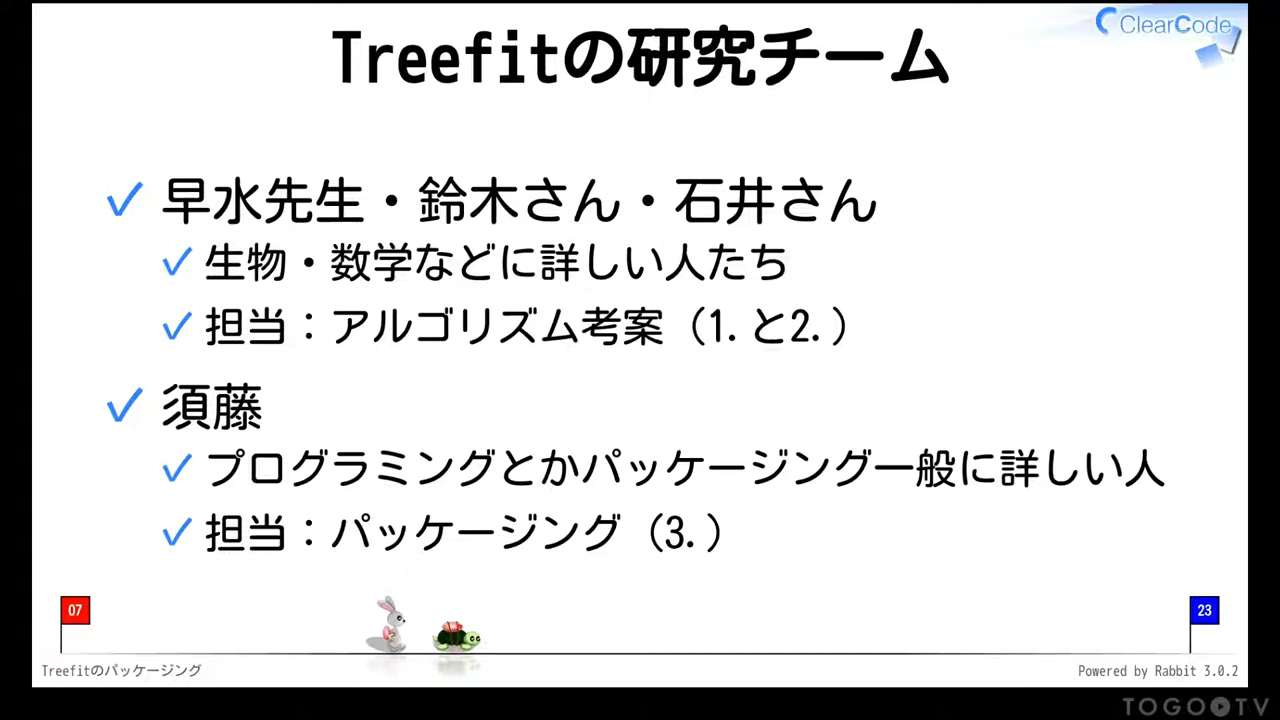 ClearCode
Treefitの研究チーム
早水先生・鈴木さん・石井さん
生物・数学などに詳しい人たち
担当：アルゴリズム考案（1.と2.）
須藤
プログラミングとかパッケージング一般に詳しい人
担当：パッケージング（3.）
07
23
Treefitのパッケージング
Powered by Rabbit 3.0.2
TOGO TV